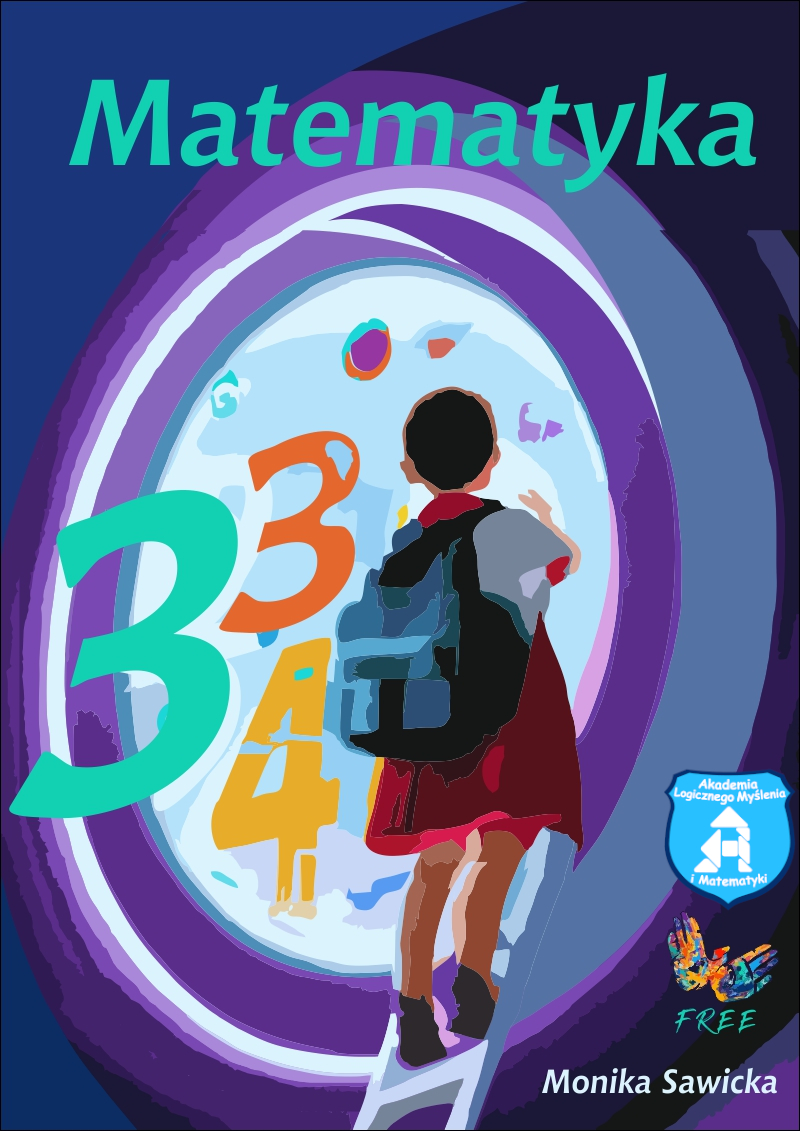 Matematyka
3
3
4
Akademia
Logicznego Myślenia
i Matematyki
FREE
Monika Sawicka